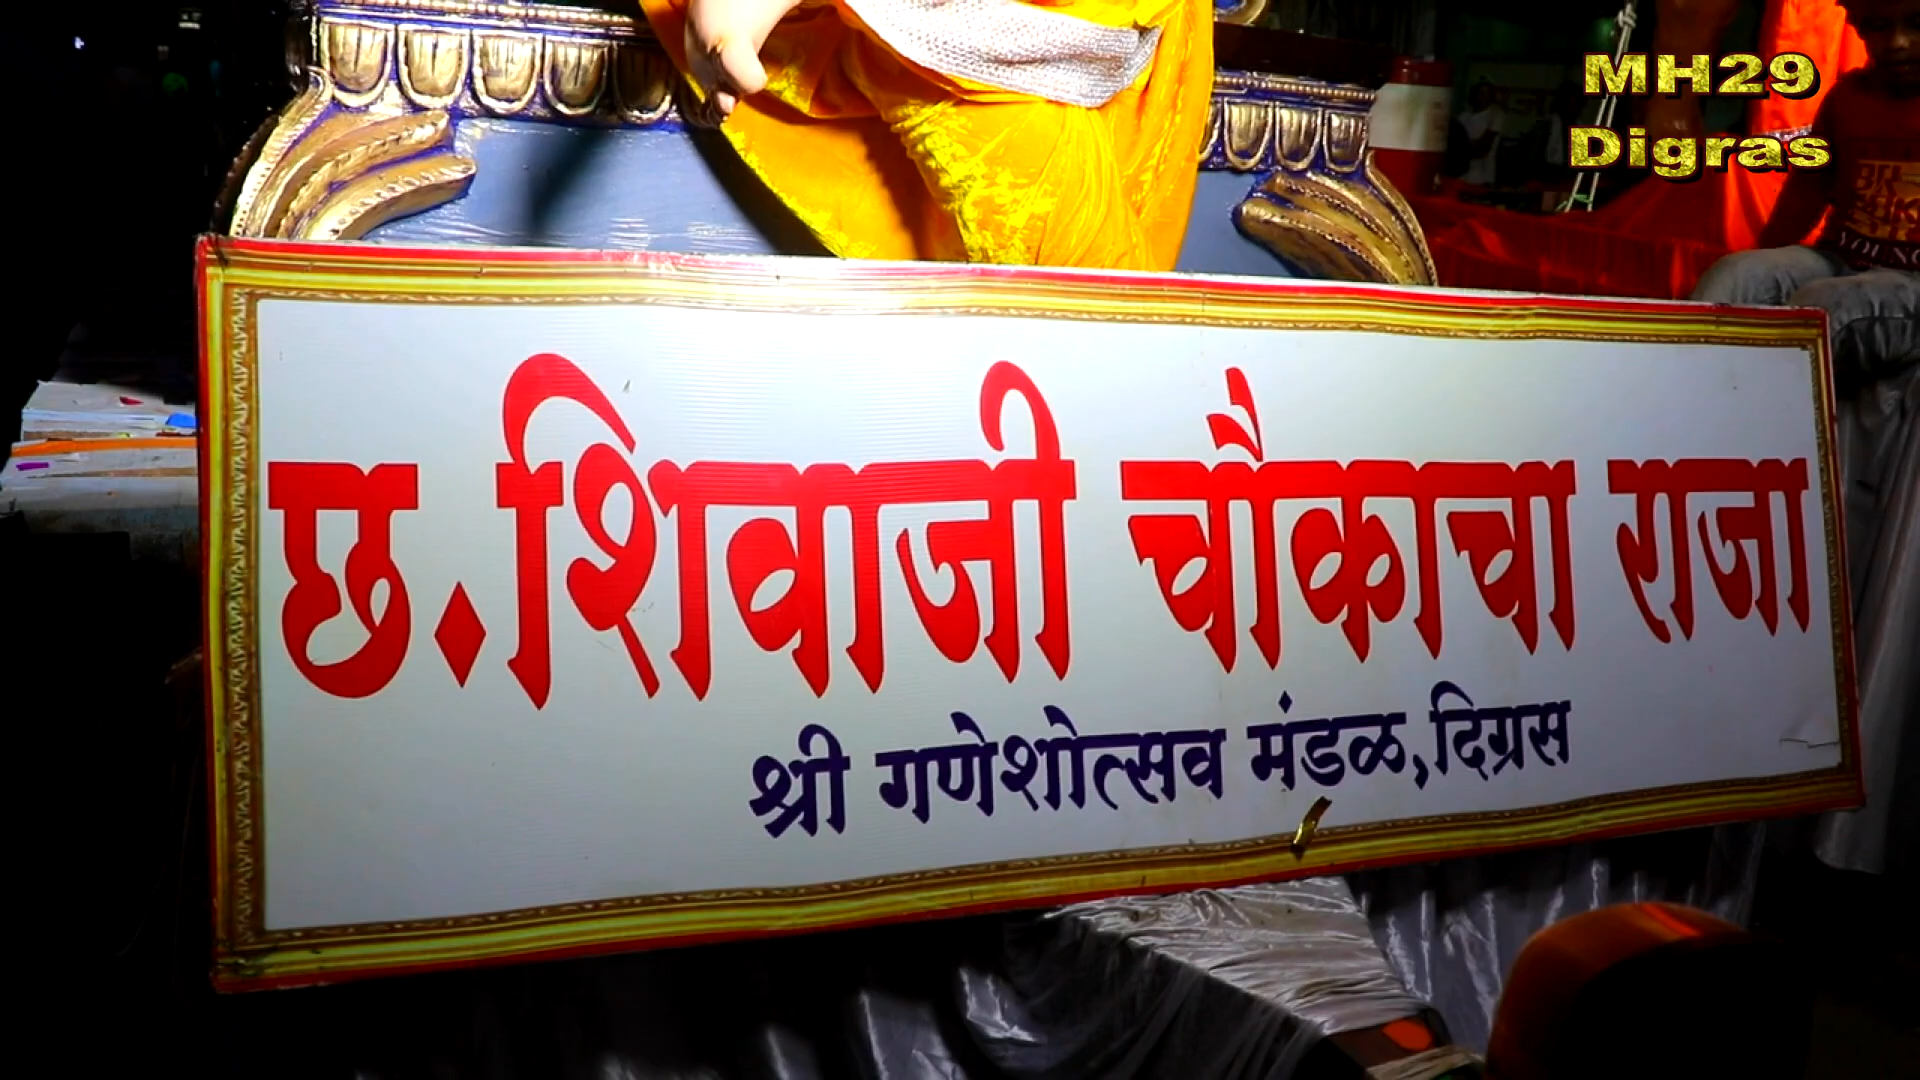 MH29
Digras
छ.शिवाजी चौकाचा राजा
श्री गणेशोत्सव मंडळ,दिग्रस